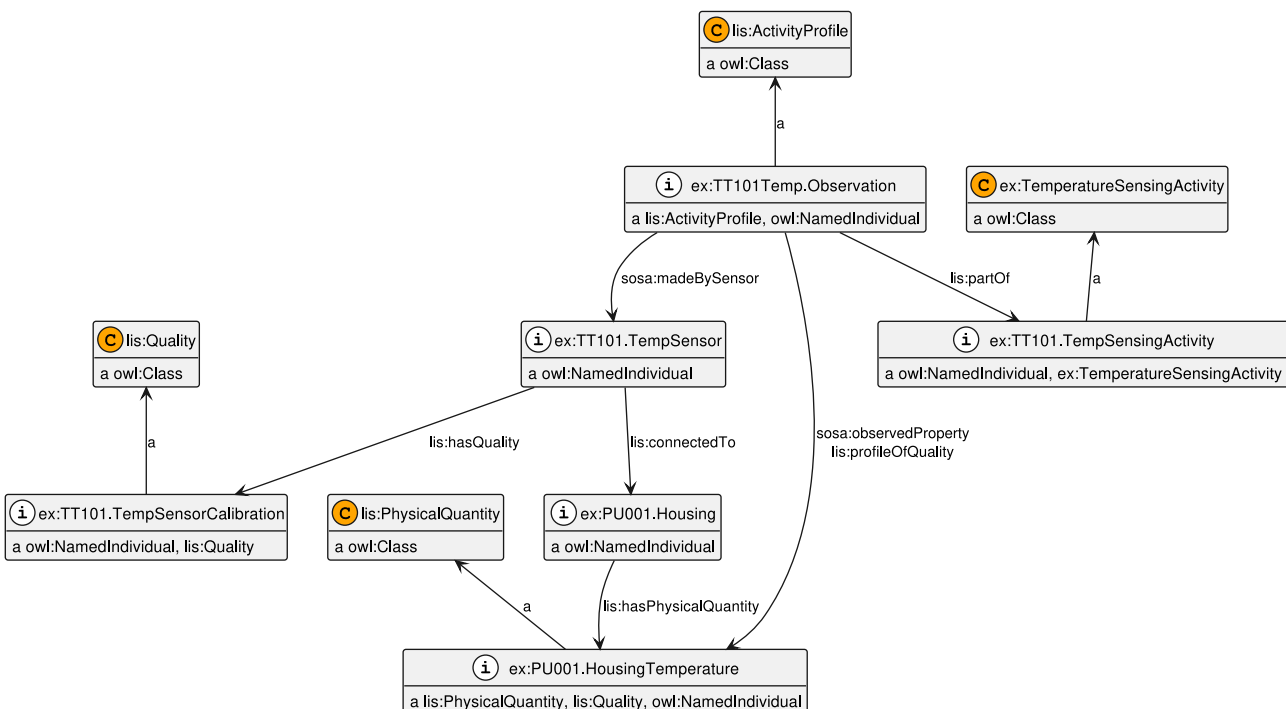 C lis:ActivityProfile
a owl:Class
a
i ex:TT101Temp.Observation
a lis:ActivityProfile, owl:NamedIndividual
C ex:TemperatureSensingActivity
a owl:Class
sosa:madeBySensor
lis:partOf
a
C lis:Quality
a owl:Class
i ex:TT101.TempSensor
a owl:NamedIndividual
i ex:TT101.TempSensingActivity
a owl:NamedIndividual, ex:TemperatureSensingActivity
a
lis:hasQuality
lis:connectedTo
sosa:observedProperty
lis:profileOfQuality
i ex:TT101.TempSensorCalibration
a owl:NamedIndividual, lis:Quality
C lis:PhysicalQuantity
a owl:Class
i ex:PU001.Housing
a owl:NamedIndividual
a
lis:hasPhysicalQuantity
i ex:PU001.HousingTemperature
a lis:PhysicalQuantity, lis:Quality, owl:NamedIndividual